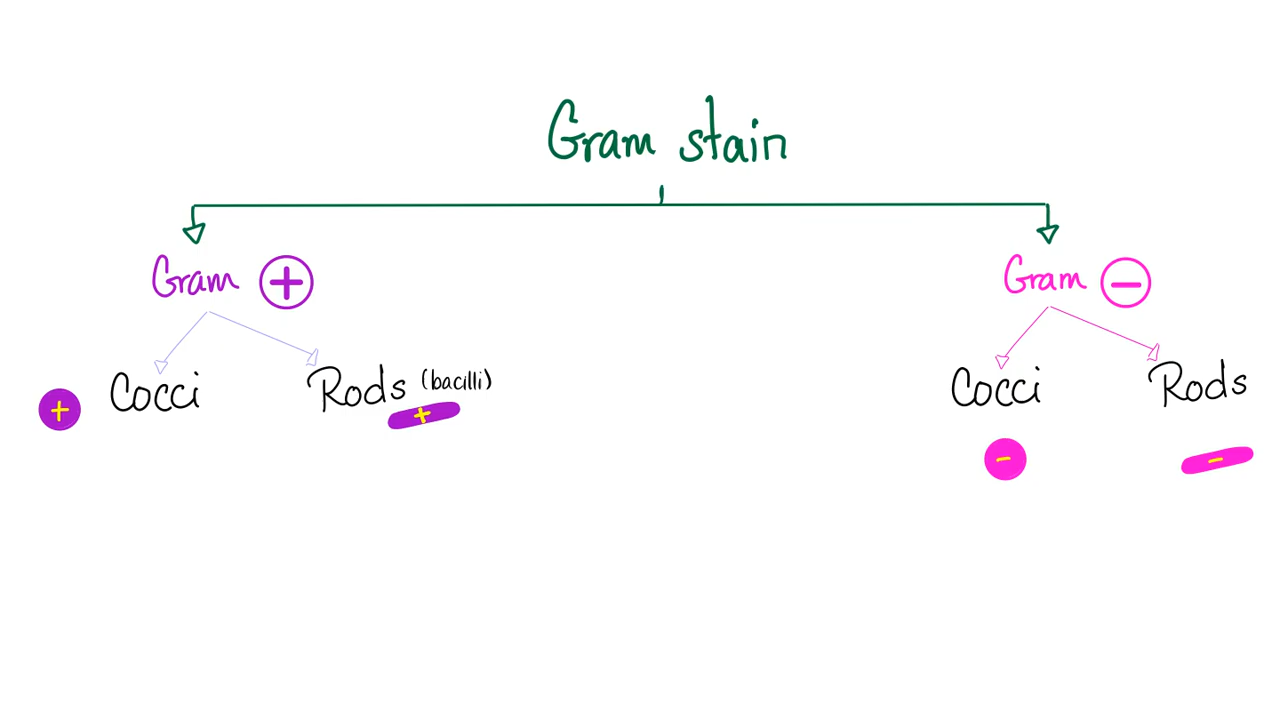 Gram stain
Gram +
Gram −
Cocci
Rods (bacilli)
Cocci
Rods
+
+
-
-